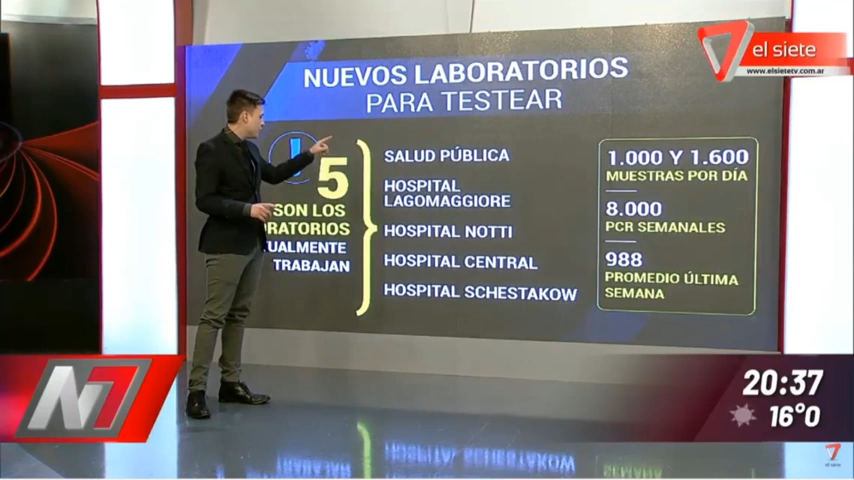 el siete
www.elsietetv.com.ar
NUEVOS LABORATORIOS
PARA TESTEAR
5
SON LOS
ORATORIOS
UALMENTE
TRABAJAN
SALUD PÚBLICA
HOSPITAL
LAGOMAGGIORE
HOSPITAL NOTTI
HOSPITAL CENTRAL
HOSPITAL SCHESTAKOW
1.000 Y 1.600
MUESTRAS POR DÍA
8.000
PCR SEMANALES
988
PROMEDIO ÚLTIMA
SEMANA
N7
20:37
16°0
el siete